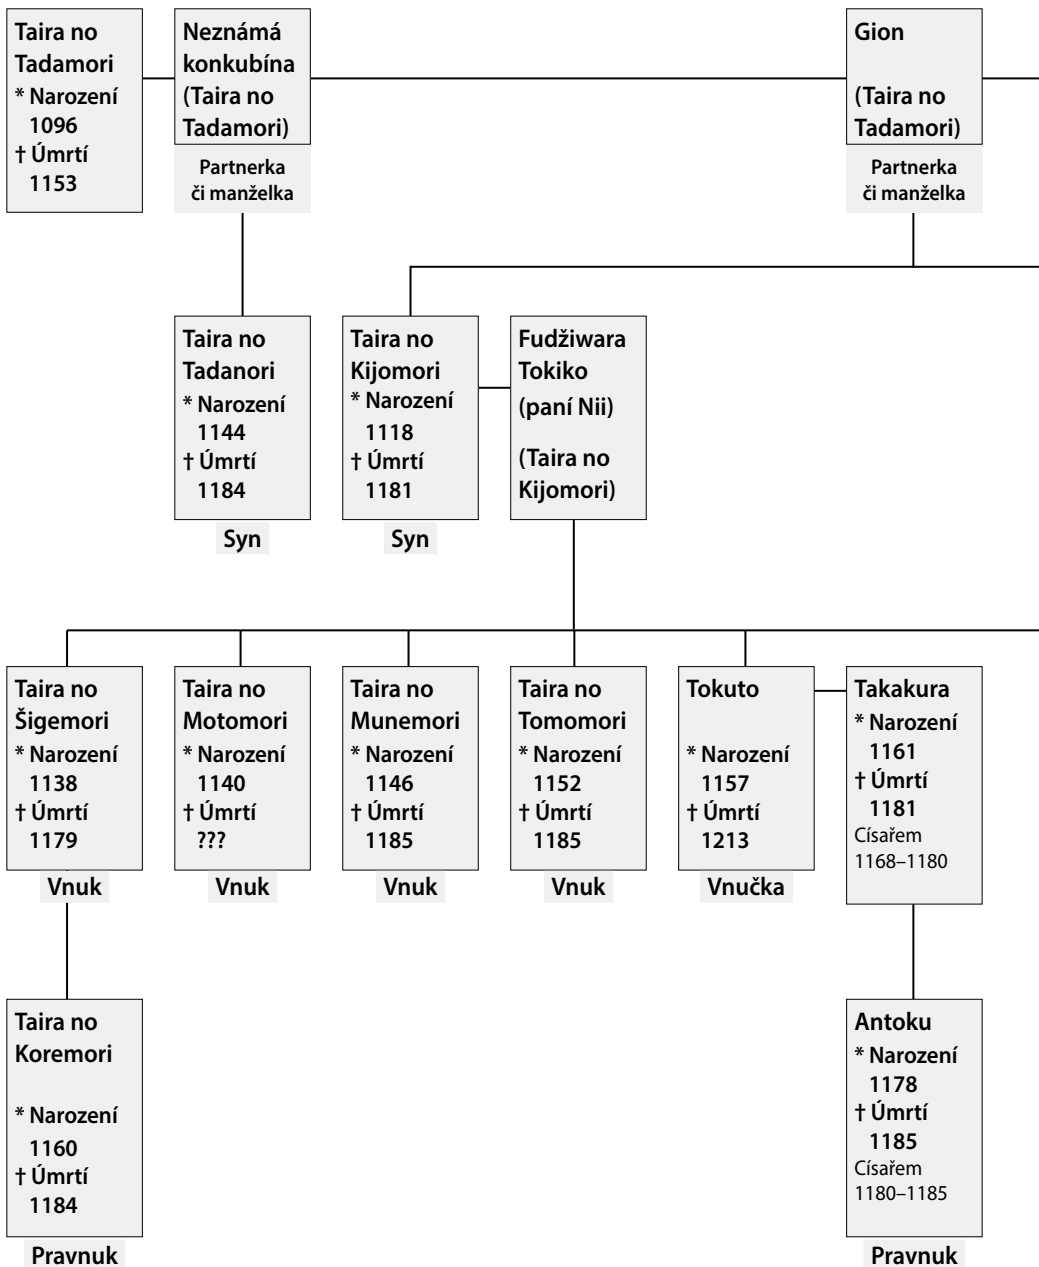 Taira no
Tadamori
* Narození
1096
† Úmrtí
1153
Neznámá
konkubína
(Taira no
Tadamori)
Partnerka
či manželka
Gion
(Taira no
Tadamori)
Partnerka
či manželka
Taira no
Tadanori
* Narození
1144
† Úmrtí
1184
Syn
Taira no
Kijomori
* Narození
1118
† Úmrtí
1181
Syn
Fudžiwara
Tokiko
(paní Nii)
(Taira no
Kijomori)
Taira no
Šigemori
* Narození
1138
† Úmrtí
1179
Vnuk
Taira no
Motomori
* Narození
1140
† Úmrtí
???
Vnuk
Taira no
Munemori
* Narození
1146
† Úmrtí
1185
Vnuk
Taira no
Tomomori
* Narození
1152
† Úmrtí
1185
Vnuk
Tokuto
* Narození
1157
† Úmrtí
1213
Vnučka
Takakura
* Narození
1161
† Úmrtí
1181
Císařem
1168–1180
Taira no
Koremori
* Narození
1160
† Úmrtí
1184
Pravnuk
Antoku
* Narození
1178
† Úmrtí
1185
Císařem
1180–1185
Pravnuk